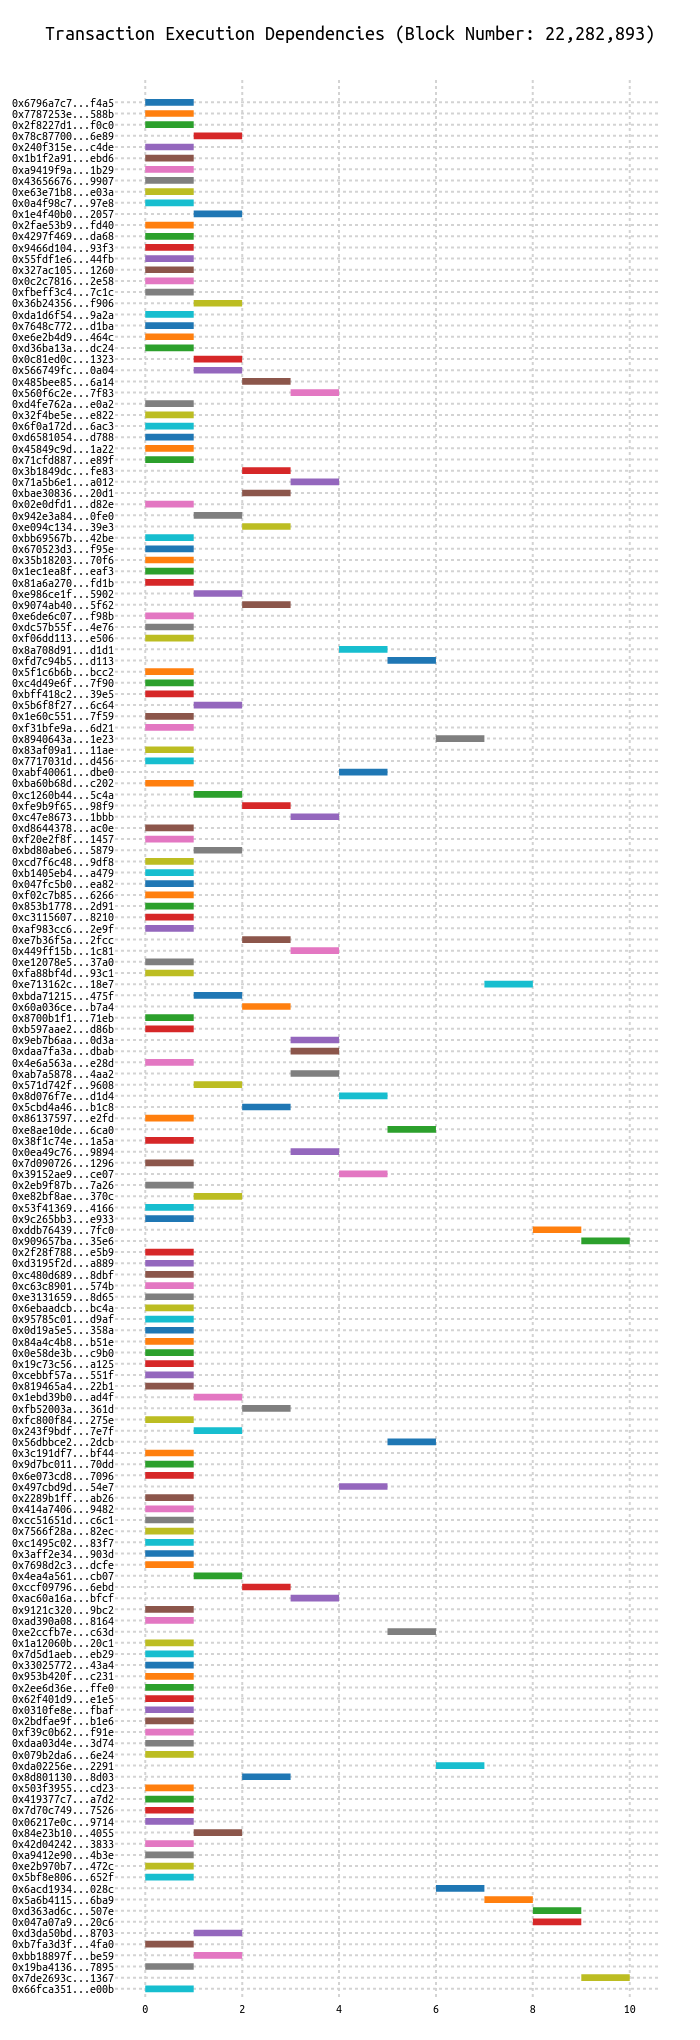 Transaction Execution Dependencies (Block Number: 22,282,893)
0x6796a7c7...f4a5
0x7787253e...588b
0x2f8227d1...f0c0
0x78c87700...6e89
0x240f315e...c4de
0x1b1f2a91...ebd6
0xa9419f9a...1b29
0x43656676...9907
0xe63e71b8...e03a
0x0a4f98c7...97e8
0x1e4f40b0...2057
0x2fae53b9...fd40
0x4297f469...da68
0x9466d104...93f3
0x55fdf1e6...44fb
0x327ac105...1260
0x0c2c7816...2e58
0xfbeff3c4...7c1c
0x36b24356...f906
0xda1d6f54...9a2a
0x7648c772...d1ba
0xe6e2b4d9...464c
0xd36ba13a...dc24
0x0c81ed0c...1323
0x566749fc...0a04
0x485bee85...6a14
0x560f6c2e...7f83
0xd4fe762a...e0a2
0x32f4be5e...e822
0x6f0a172d...6ac3
0xd6581054...d788
0x45849c9d...1a22
0x71cfd887...e89f
0x3b1849dc...fe83
0x71a5b6e1...a012
0xbae30836...20d1
0x02e0dfd1...d82e
0x942e3a84...0fe0
0xe094c134...39e3
0xbb69567b...42be
0x670523d3...f95e
0x35b18203...70f6
0x1ec1ea8f...eaf3
0x81a6a270...fd1b
0xe986ce1f...5902
0x9074ab40...5f62
0xe6de6c07...f98b
0xdc57b55f...4e76
0xf06dd113...e506
0x8a708d91...d1d1
0xfd7c94b5...d113
0x5f1c6b6b...bcc2
0xc4d49e6f...7f90
0xbff418c2...39e5
0x5b6f8f27...6c64
0x1e60c551...7f59
0xf31bfe9a...6d21
0x8940643a...1e23
0x83af09a1...11ae
0x7717031d...d456
0xabf40061...dbe0
0xba60b68d...c202
0xc1260b44...5c4a
0xfe9b9f65...98f9
0xc47e8673...1bbb
0xd8644378...ac0e
0xf20e2f8f...1457
0xbd80abe6...5879
0xcd7f6c48...9df8
0xb1405eb4...a479
0x047fc5b0...ea82
0xf02c7b85...6266
0x853b1778...2d91
0xc3115607...8210
0xaf983cc6...2e9f
0xe7b36f5a...2fcc
0x449ff15b...1c81
0xe12078e5...37a0
0xfa88bf4d...93c1
0xe713162c...18e7
0xbda71215...475f
0x60a036ce...b7a4
0x8700b1f1...71eb
0xb597aae2...d86b
0x9eb7b6aa...0d3a
0xdaa7fa3a...dbab
0x4e6a563a...e28d
0xab7a5878...4aa2
0x571d742f...9608
0x8d076f7e...d1d4
0x5cbd4a46...b1c8
0x86137597...e2fd
0xe8ae10de...6ca0
0x38f1c74e...1a5a
0x0ea49c76...9894
0x7d090726...1296
0x39152ae9...ce07
0x2eb9f87b...7a26
0xe82bf8ae...370c
0x53f41369...4166
0x9c265bb3...e933
0xddb76439...7fc0
0x909657ba...35e6
0x2f28f788...e5b9
0xd3195f2d...a889
0xc480d689...8dbf
0xc63c8901...574b
0xe3131659...8d65
0x6ebaadcb...bc4a
0x95785c01...d9af
0x0d19a5e5...358a
0x84a4c4b8...b51e
0x0e58de3b...c9b0
0x19c73c56...a125
0xcebbf57a...551f
0x819465a4...22b1
0x1ebd39b0...ad4f
0xfb52003a...361d
0xfc800f84...275e
0x243f9bdf...7e7f
0x56dbbce2...2dcb
0x3c191df7...bf44
0x9d7bc011...70dd
0x6e073cd8...7096
0x497cbd9d...54e7
0x2289b1ff...ab26
0x414a7406...9482
0xcc51651d...c6c1
0x7566f28a...82ec
0xc1495c02...83f7
0x3aff2e34...903d
0x7698d2c3...dcfe
0x4ea4a561...cb07
0xccf09796...6ebd
0xac60a16a...bfcf
0x9121c320...9bc2
0xad390a08...8164
0xe2ccfb7e...c63d
0x1a12060b...20c1
0x7d5d1aeb...eb29
0x33025772...43a4
0x953b420f...c231
0x2ee6d36e...ffe0
0x62f401d9...e1e5
0x0310fe8e...fbaf
0x2bdfae9f...b1e6
0xf39c0b62...f91e
0xdaa03d4e...3d74
0x079b2da6...6e24
0xda02256e...2291
0x8d801130...8d03
0x503f3955...cd23
0x419377c7...a7d2
0x7d70c749...7526
0x06217e0c...9714
0x84e23b10...4055
0x42d04242...3833
0xa9412e90...4b3e
0xe2b970b7...472c
0x5bf8e806...652f
0x6acd1934...028c
0x5a6b4115...6ba9
0xd363ad6c...507e
0x047a07a9...20c6
0xd3da50bd...8703
0xb7fa3d3f...4fa0
0xbb18897f...be59
0x19ba4136...7895
0x7de2693c...1367
0x66fca351...e00b
0 2 4 6 8 10